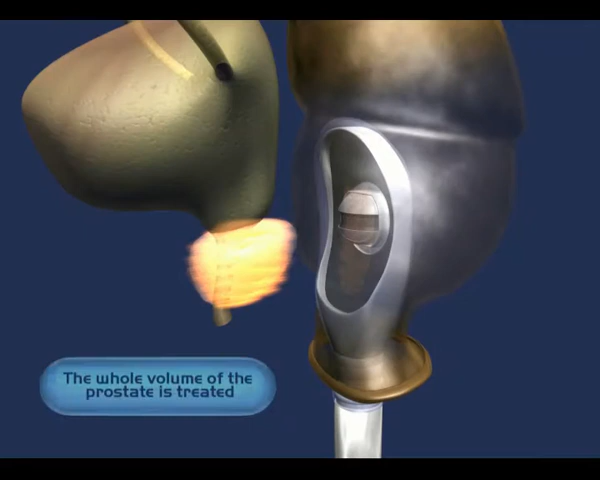 The whole volume of the
prostate is treated